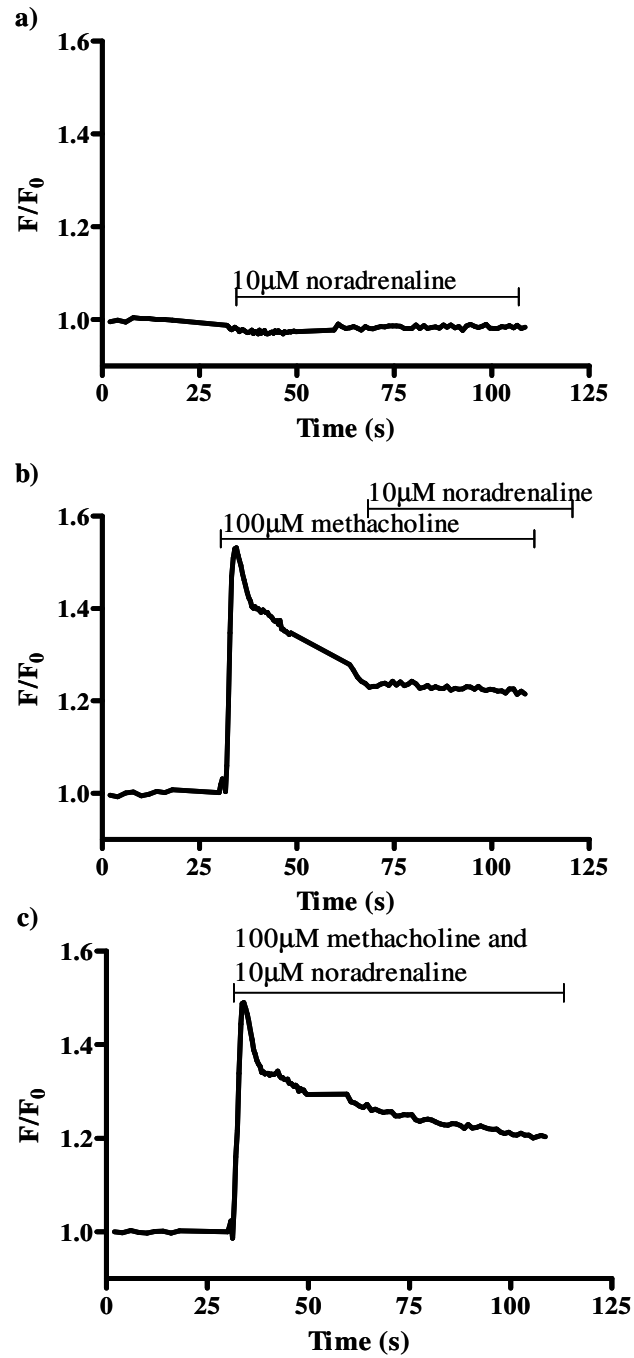 a)
1.6
1.4
1.2
1.0
F/F0
10µM noradrenaline
0 25 50 75 100 125
Time (s)
b)
10µM noradrenaline
100µM methacholine
1.6
1.4
1.2
1.0
F/F0
0 25 50 75 100 125
Time (s)
c)
100µM methacholine and
10µM noradrenaline
1.6
1.4
1.2
1.0
F/F0
0 25 50 75 100 125
Time (s)